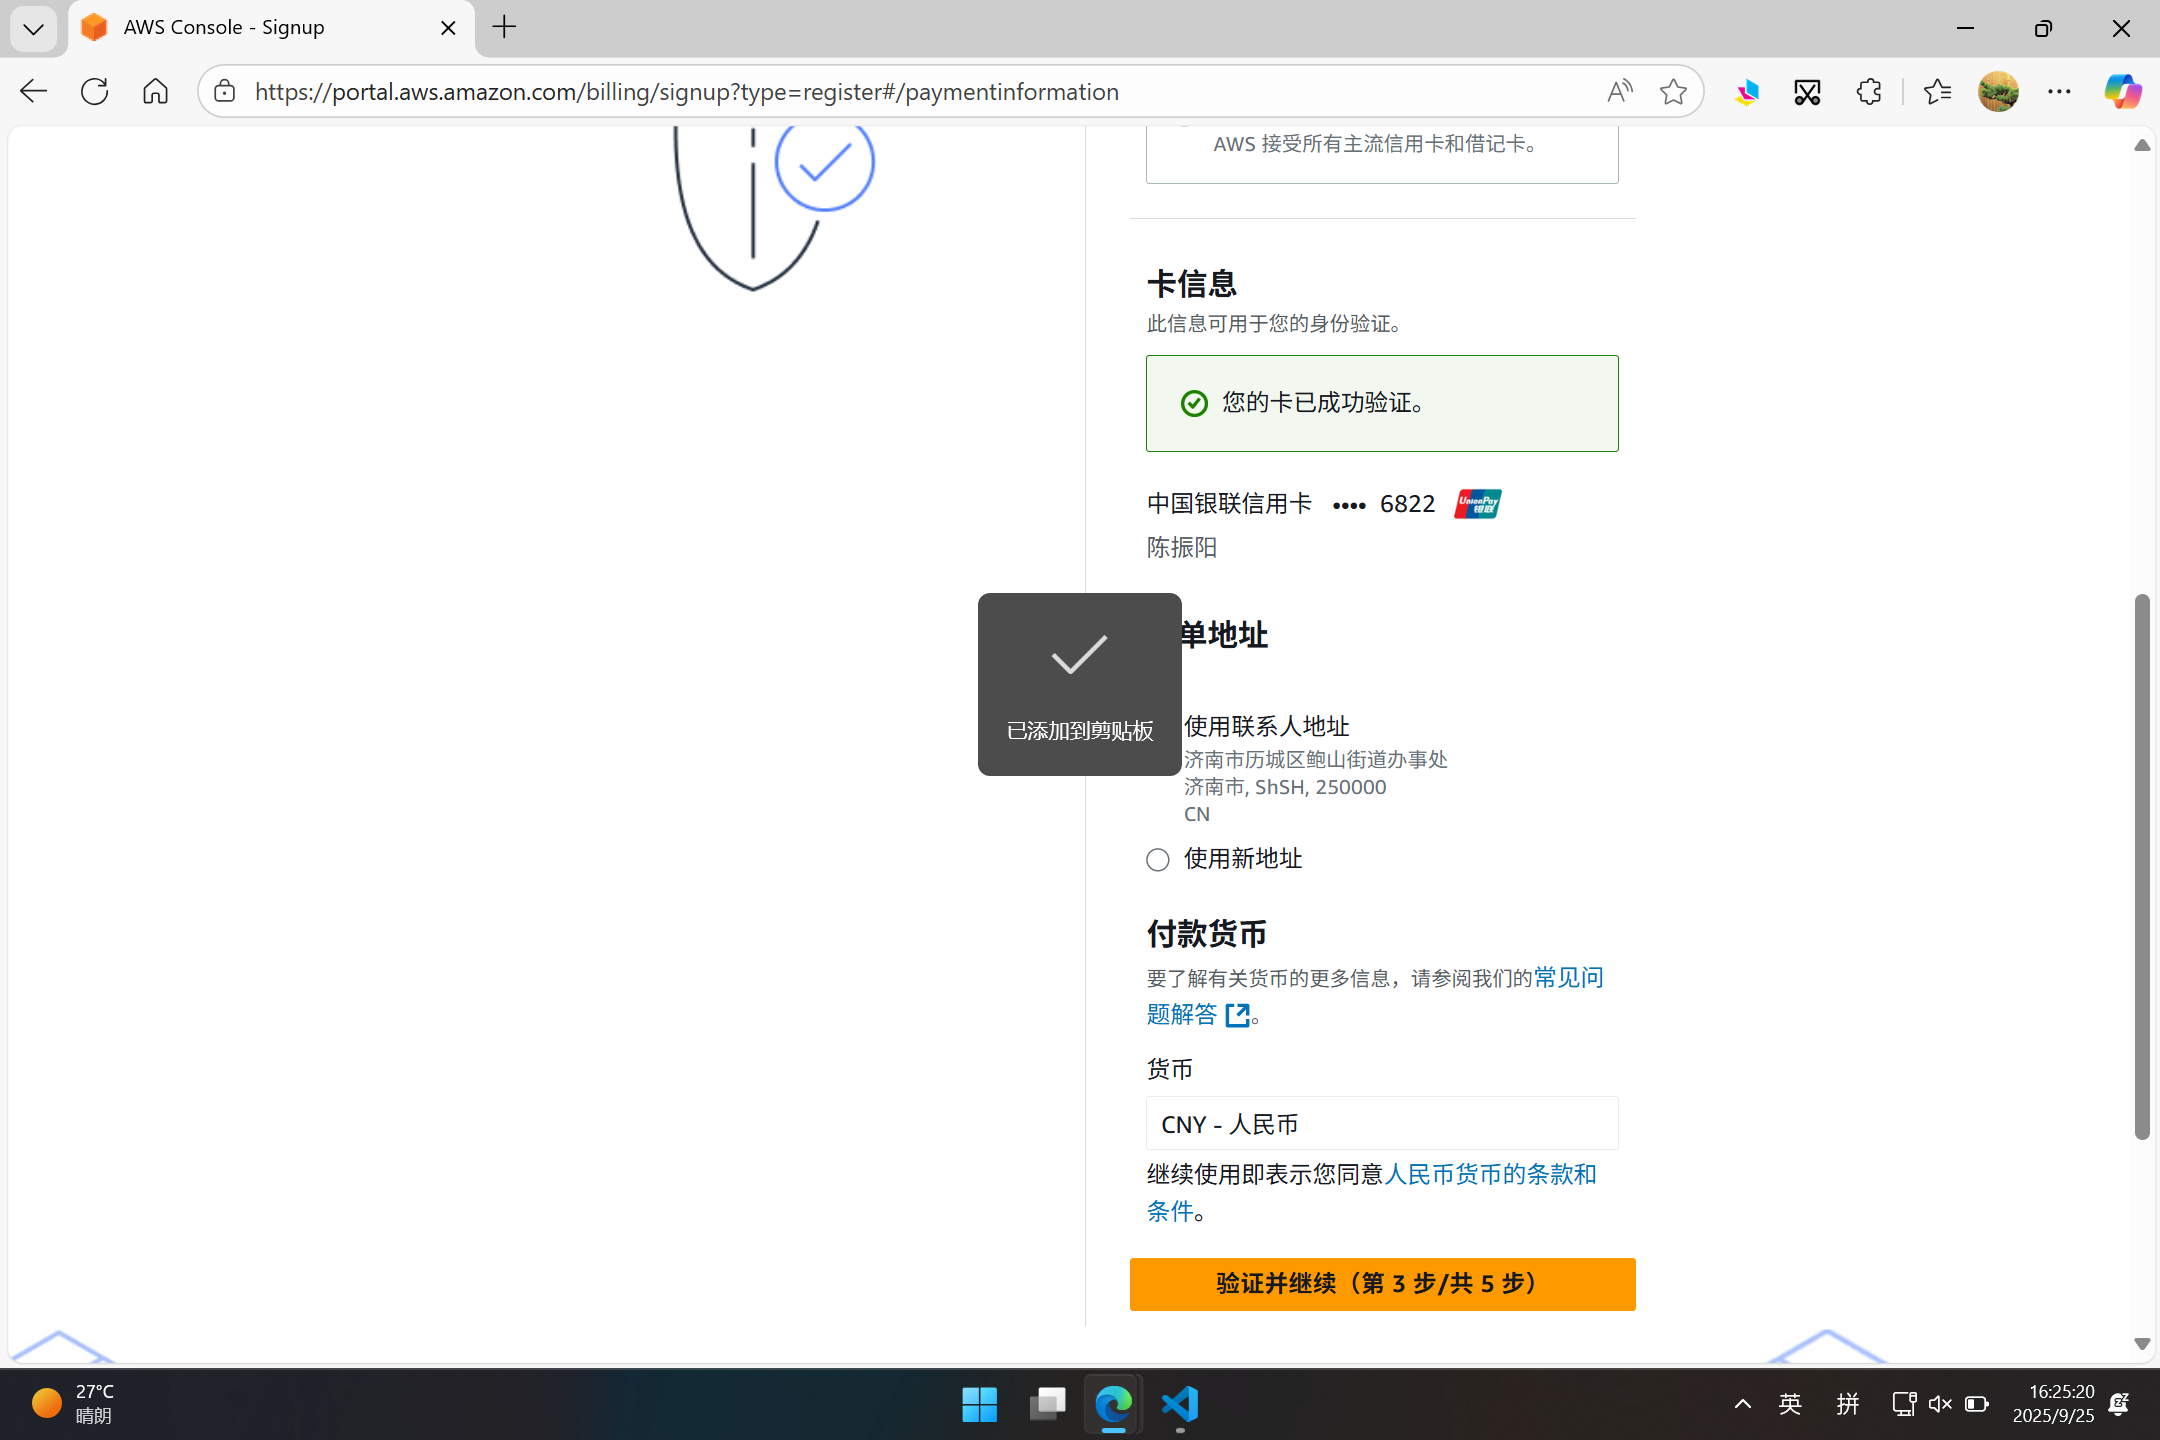 AWS Console - Signup
https://portal.aws.amazon.com/billing/signup?type=register#/paymentinformation
AWS 接受所有主流信用卡和借记卡。
卡信息
此信息可用于您的身份验证。
您的卡已成功验证。
中国银联信用卡 •••• 6822 UnionPay 银联
陈振阳
单地址
已添加到剪贴板
使用联系人地址
济南市历城区鲍山街道办事处
济南市, ShSH, 250000
CN
使用新地址
付款货币
要了解有关货币的更多信息，请参阅我们的常见问
题解答 。
货币
CNY - 人民币
继续使用即表示您同意人民币货币的条款和
条件。
验证并继续（第 3 步/共 5 步）
27°C
晴朗
英
拼
16:25:20
2025/9/25